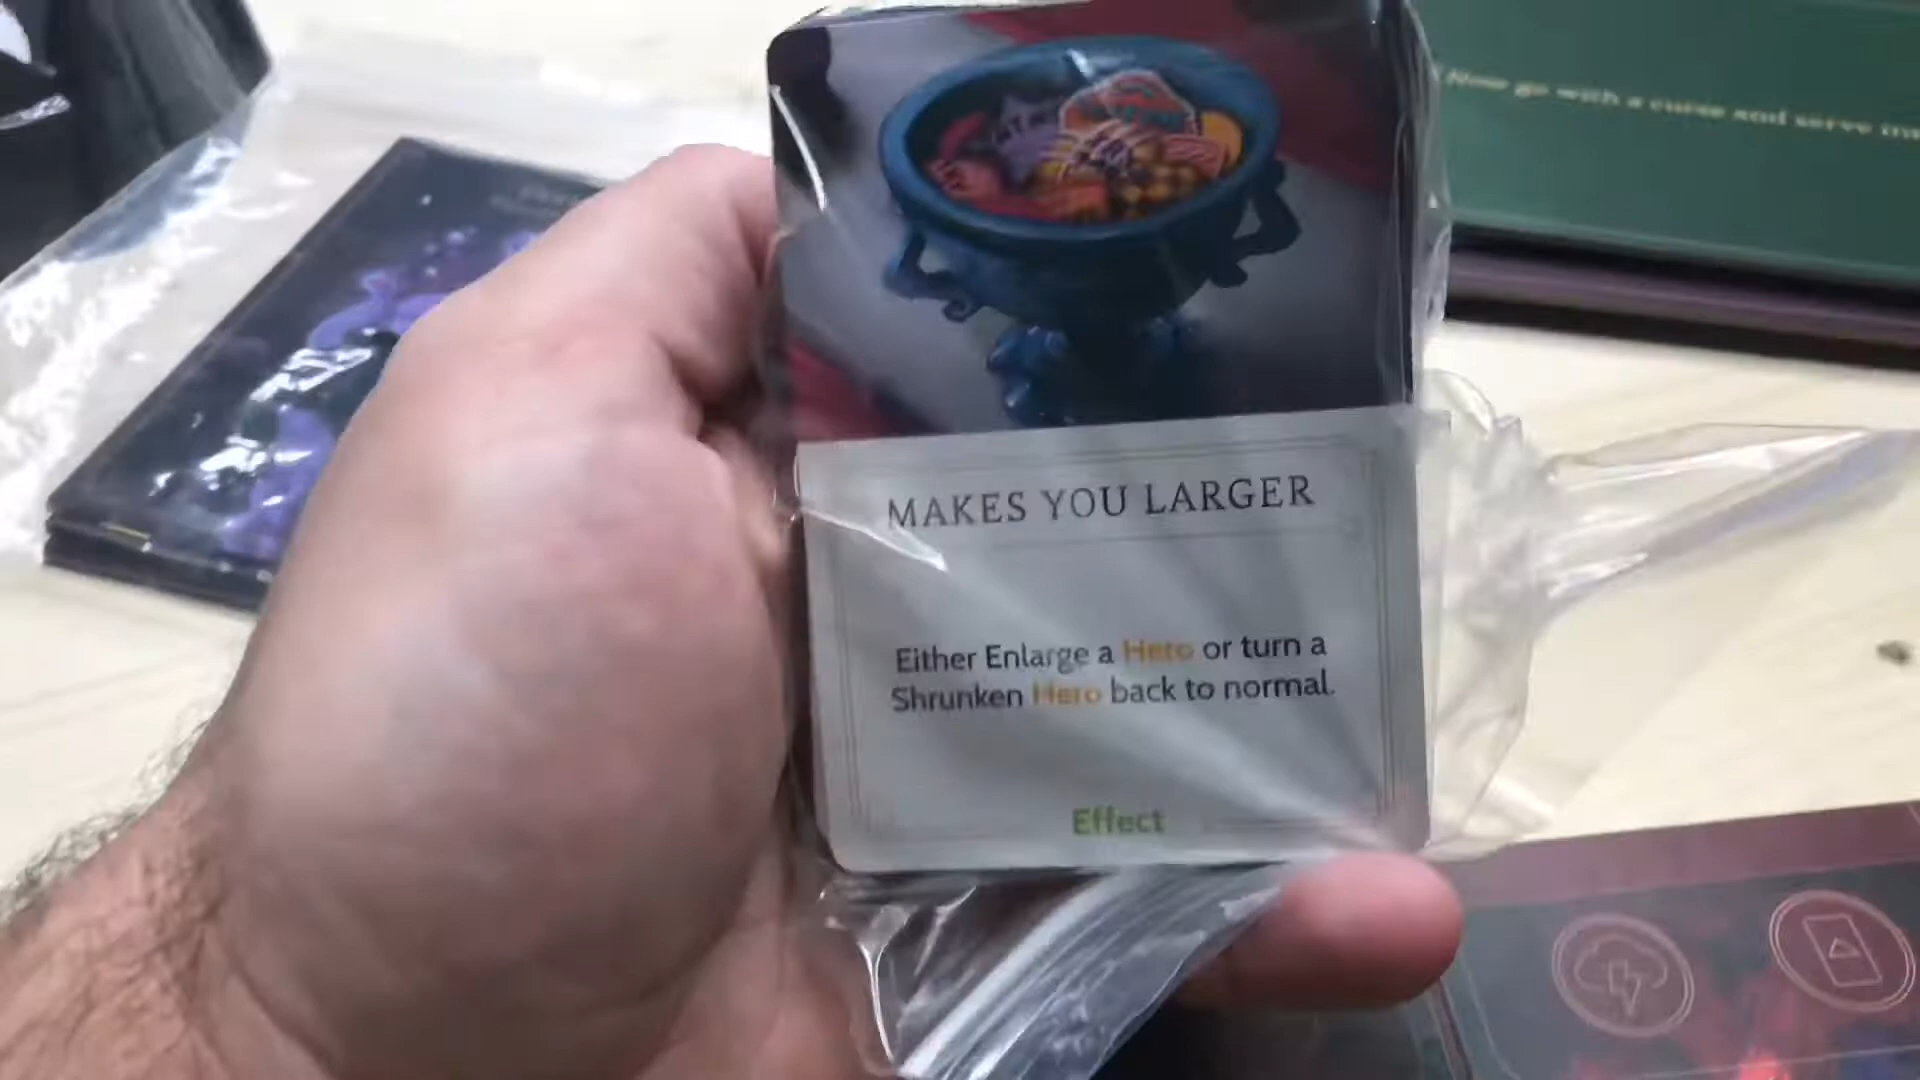 Now go with a curse and serve
MAKES YOU LARGER
Either Enlarge a Hero or turn a
Shrunken Hero back to normal.
Effect